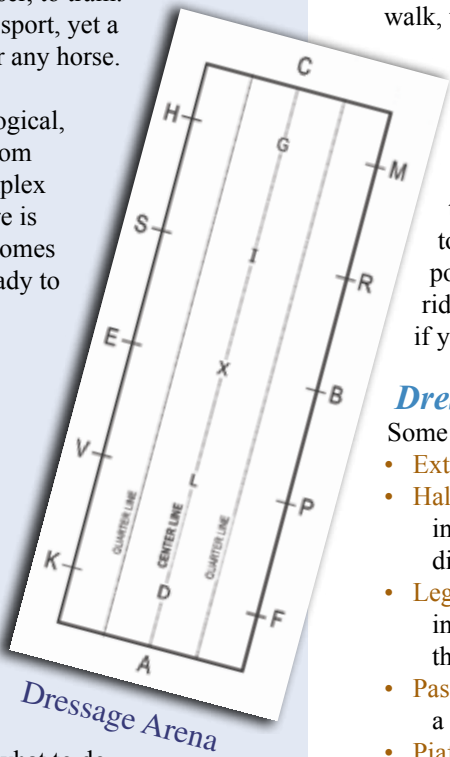 sport, yet a
r any horse.
ogical,
om
plex
e is
omes
ady to
C
H
G
M
S
I
R
E
X
B
V
L
P
QUARTER LINE
CENTER LINE
QUARTER LINE
K
D
F
A
Dressage Arena
walk,
to
po
rid
if y
Dre
Some
• Ext
• Hal
in
di
• Leg
in
th
• Pas
a
• Piaf